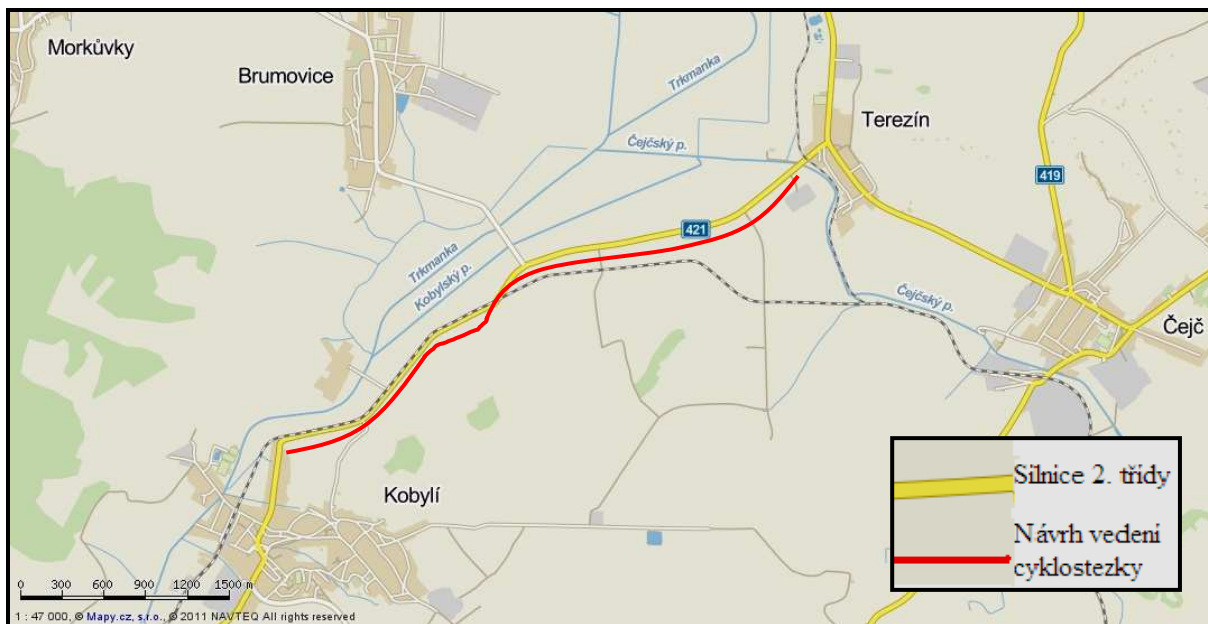 Morkůvky
Brumovice
Trkmanka
Terezín
Čejčský p.
419
421
Trkmanka
Kobylský p.
Čejčský p.
Čejč
Kobylí
Silnice 2. třídy
Návrh vedení
cyklostezky
0 300 600 900 1200 1500 m
1 : 47 000, © Mapy.cz, s.r.o., © 2011 NAVTEQ All rights reserved